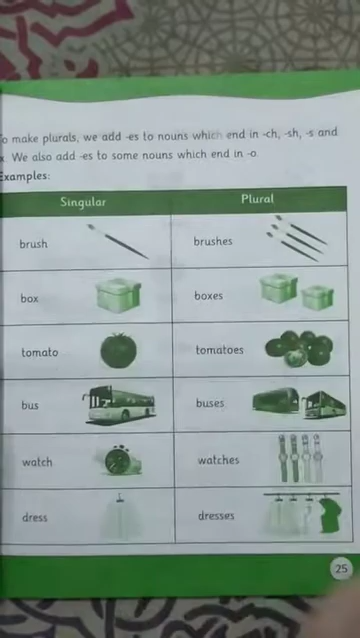 To make plurals, we add -es to nouns which end in -ch, -sh, -s and
x. We also add -es to some nouns which end in -o.
Examples:
Singular Plural
brush brushes
box boxes
tomato tomatoes
bus buses
watch watches
dress dresses
25